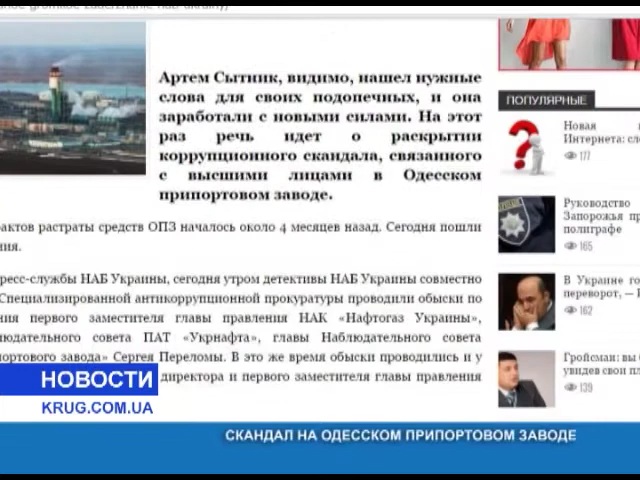 Артем Сытник, видимо, нашел нужные
слова для своих подопечных, и она
заработали с новыми силами. На этот
раз речь идет о раскрытии
коррупционного скандала, связанного
с высшими лицами в Одесском
припортовом заводе.
актов растраты средств ОПЗ началось около 4 месяцев назад. Сегодня пошли
ния.
ресс-службы НАБ Украины, сегодня утром детективы НАБ Украины совместно
Специализированной антикоррупционной прокуратуры проводили обыски по
ния первого заместителя главы правления НАК «Нафтогаз Украины»,
людательного совета ПАТ «Укрнафта», главы Наблюдательного совета
портового завода» Сергея Переломы. В это же время обыски проводились и у
директора и первого заместителя главы правления
ПОПУЛЯРНЫЕ
Новая
Интернета: сл
177
Руководство
Запорожья пр
полиграфе
165
В Украине го
переворот, —
162
Гройсман: вы
увидев свои пл
139
НОВОСТИ
KRUG.COM.UA
СКАНДАЛ НА ОДЕССКОМ ПРИПОРТОВОМ ЗАВОДЕ